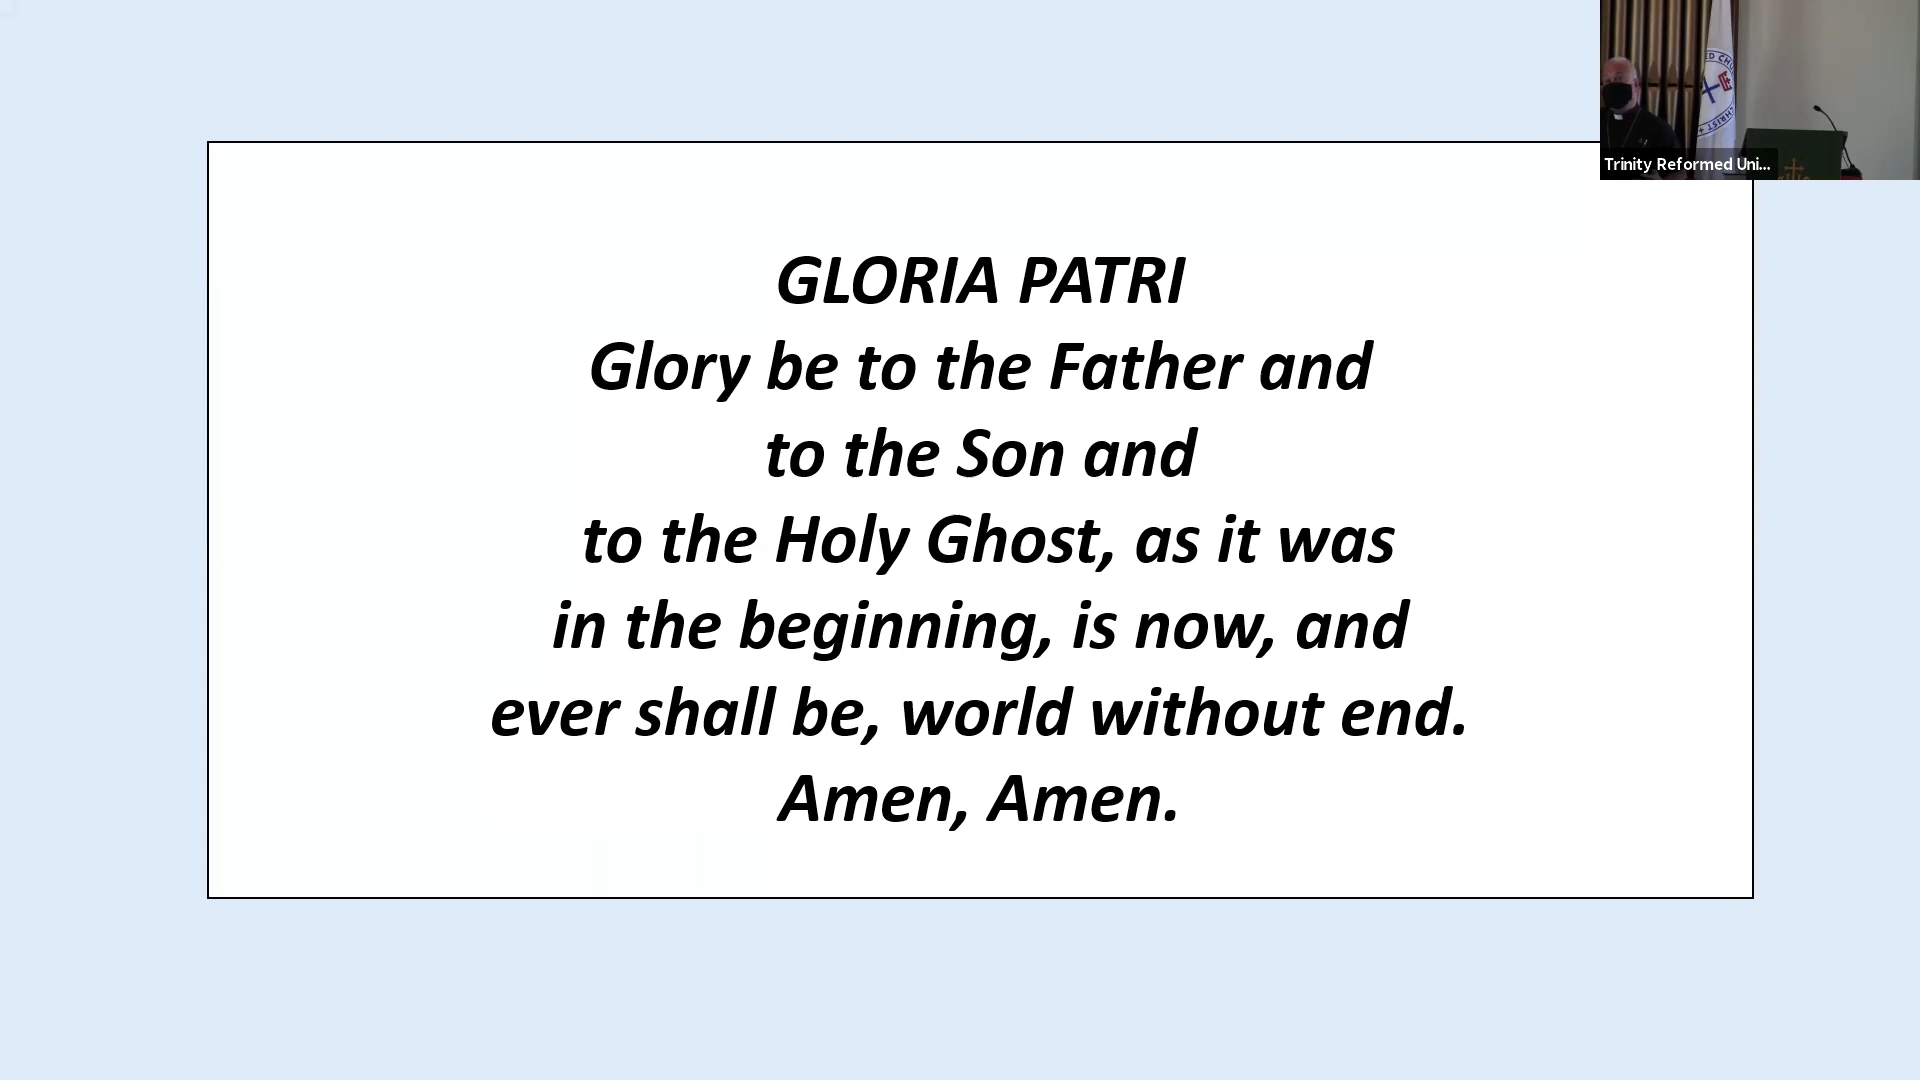 GLORIA PATRI
Glory be to the Father and
to the Son and
to the Holy Ghost, as it was
in the beginning, is now, and
ever shall be, world without end.
Amen, Amen.
Trinity Reformed Uni...
CHRIST